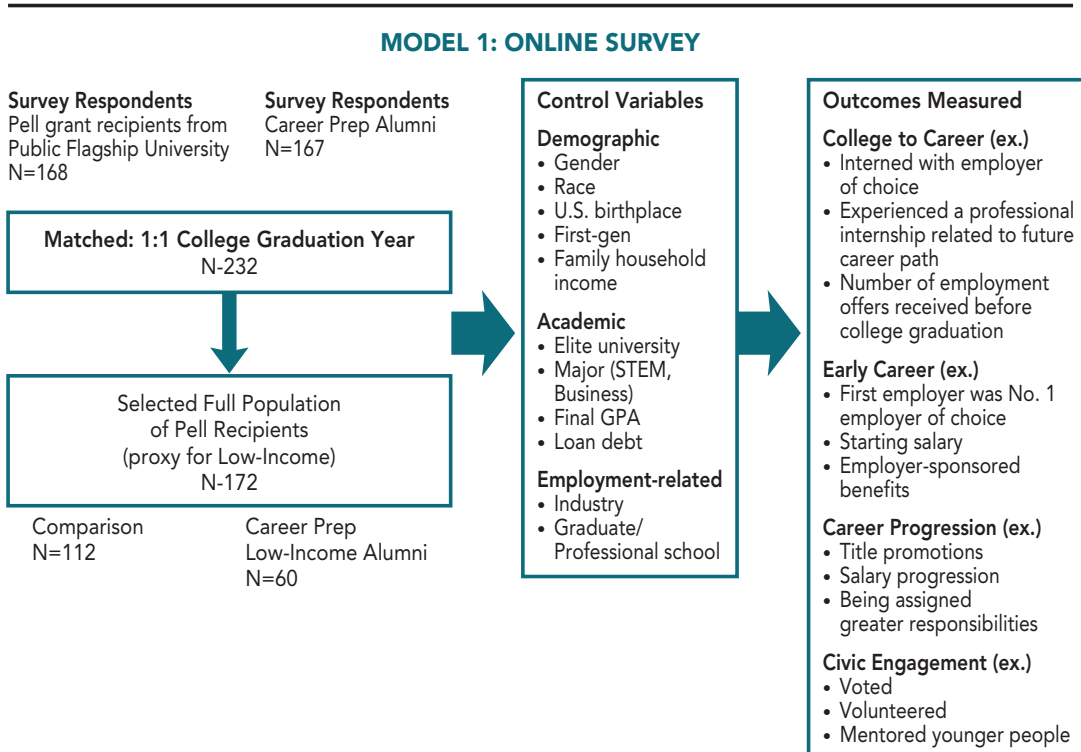 MODEL 1: ONLINE SURVEY
Survey Respondents
Pell grant recipients from
Public Flagship University
N=168
Survey Respondents
Career Prep Alumni
N=167
Matched: 1:1 College Graduation Year
N-232
Selected Full Population
of Pell Recipients
(proxy for Low-Income)
N-172
Comparison
N=112
Career Prep
Low-Income Alumni
N=60
Control Variables
Demographic
• Gender
• Race
• U.S. birthplace
• First-gen
• Family household
income
Academic
• Elite university
• Major (STEM,
Business)
• Final GPA
• Loan debt
Employment-related
• Industry
• Graduate/
Professional school
Outcomes Measured
College to Career (ex.)
• Interned with employer
of choice
• Experienced a professional
internship related to future
career path
• Number of employment
offers received before
college graduation
Early Career (ex.)
• First employer was No. 1
employer of choice
• Starting salary
• Employer-sponsored
benefits
Career Progression (ex.)
• Title promotions
• Salary progression
• Being assigned
greater responsibilities
Civic Engagement (ex.)
• Voted
• Volunteered
• Mentored younger people